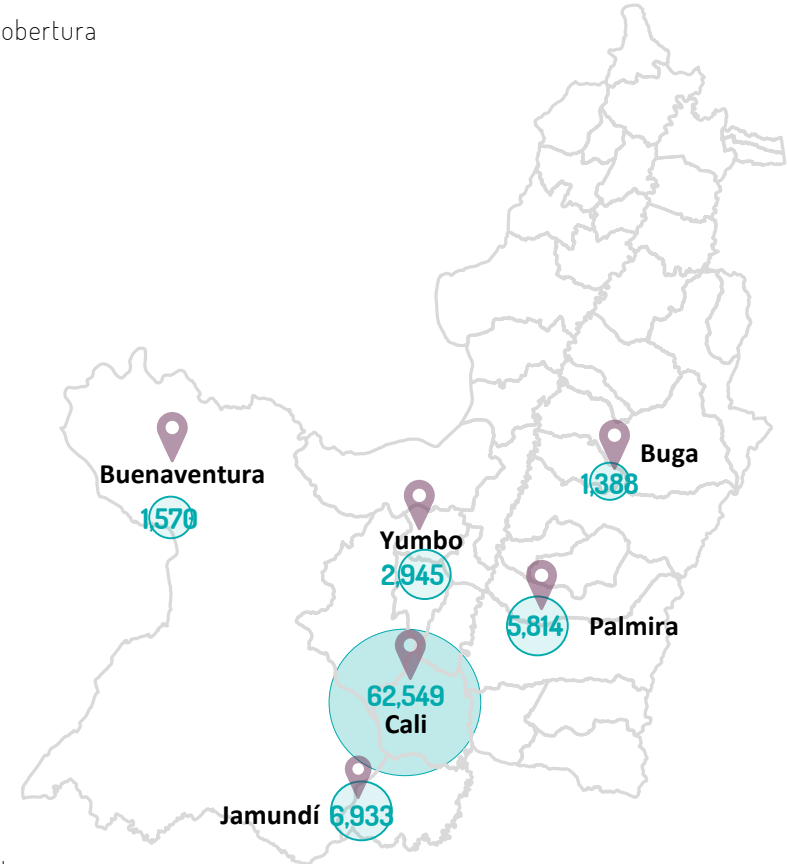 obertura
Buga
1,388
Buenaventura
1,570
Yumbo
2,945
5,814 Palmira
62,549
Cali
Jamundí 6,933